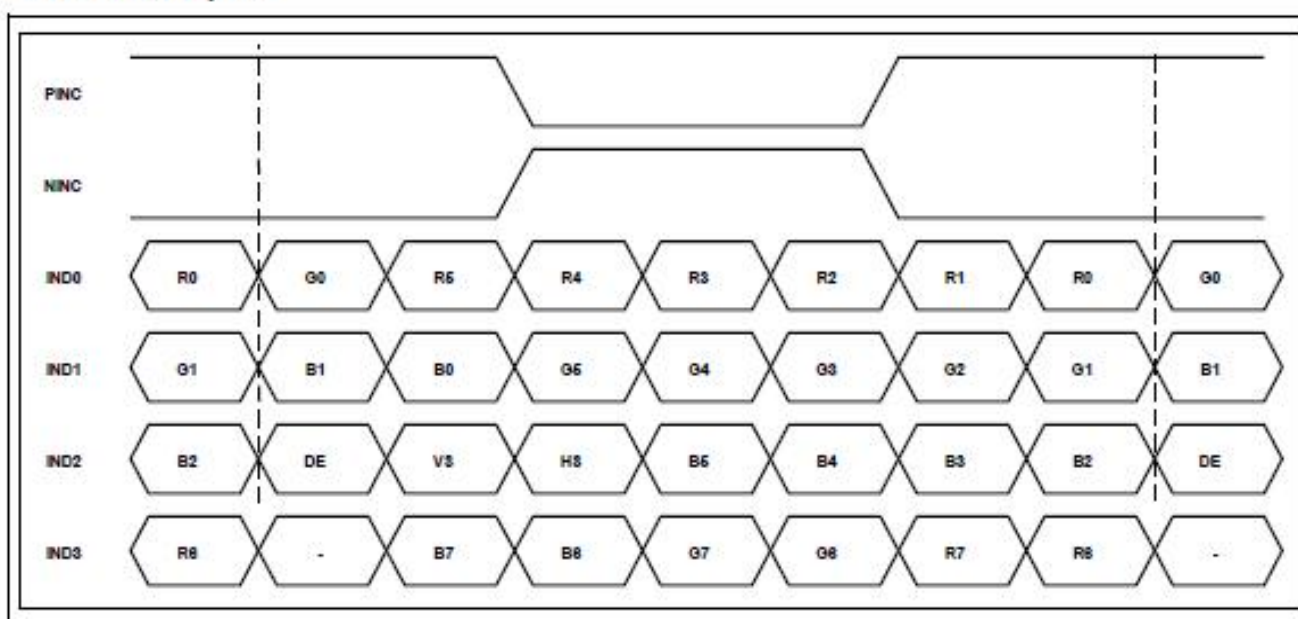 PINC
NINC
IND0 R0 G0 R5 R4 R3 R2 R1 R0 G0
IND1 G1 B1 B0 G5 G4 G3 G2 G1 B1
IND2 B2 DE VS HS B5 B4 B3 B2 DE
IND3 R6 - B7 B6 G7 G6 R7 R6 -